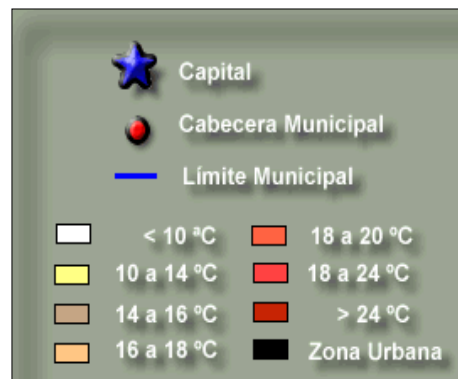 Capital
Cabecera Municipal
Límite Municipal
< 10 ªC
18 a 20 ºC
10 a 14 ºC
18 a 24 ºC
14 a 16 ºC
> 24 ºC
16 a 18 ºC
Zona Urbana